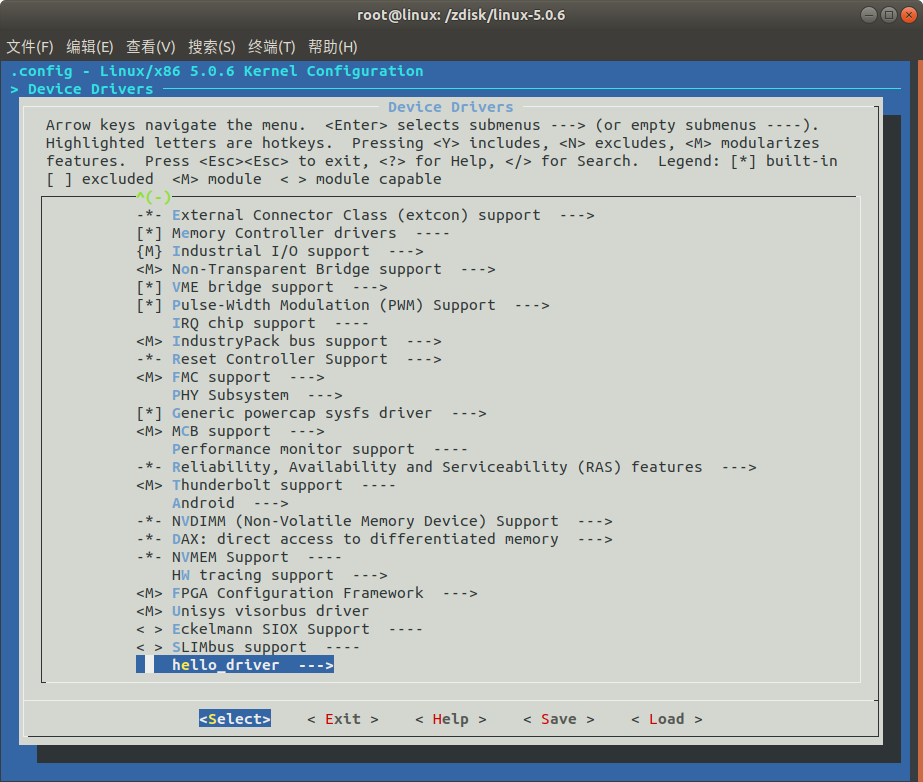 root@linux: /zdisk/linux-5.0.6
文件(F) 编辑(E) 查看(V) 搜索(S) 终端(T) 帮助(H)
.config - Linux/x86 5.0.6 Kernel Configuration
> Device Drivers
Device Drivers
Arrow keys navigate the menu.  <Enter> selects submenus ---> (or empty submenus ----).
Highlighted letters are hotkeys.  Pressing <Y> includes, <N> excludes, <M> modularizes
features.  Press <Esc><Esc> to exit, <?> for Help, </> for Search.  Legend: [*] built-in
[ ] excluded  <M> module  < > module capable
^(-)
-*- External Connector Class (extcon) support  --->
[*] Memory Controller drivers  ----
{M} Industrial I/O support  --->
<M> Non-Transparent Bridge support  --->
[*] VME bridge support  --->
[*] Pulse-Width Modulation (PWM) Support  --->
IRQ chip support  ----
<M> IndustryPack bus support  --->
-*- Reset Controller Support  --->
<M> FMC support  --->
PHY Subsystem  --->
[*] Generic powercap sysfs driver  --->
<M> MCB support  --->
Performance monitor support  ----
-*- Reliability, Availability and Serviceability (RAS) features  --->
<M> Thunderbolt support  ----
Android  --->
-*- NVDIMM (Non-Volatile Memory Device) Support  --->
-*- DAX: direct access to differentiated memory  --->
-*- NVMEM Support  ----
HW tracing support  --->
<M> FPGA Configuration Framework  --->
<M> Unisys visorbus driver
< > Eckelmann SIOX Support  ----
< > SLIMbus support  ----
hello_driver  --->
<Select>    < Exit >    < Help >    < Save >    < Load >